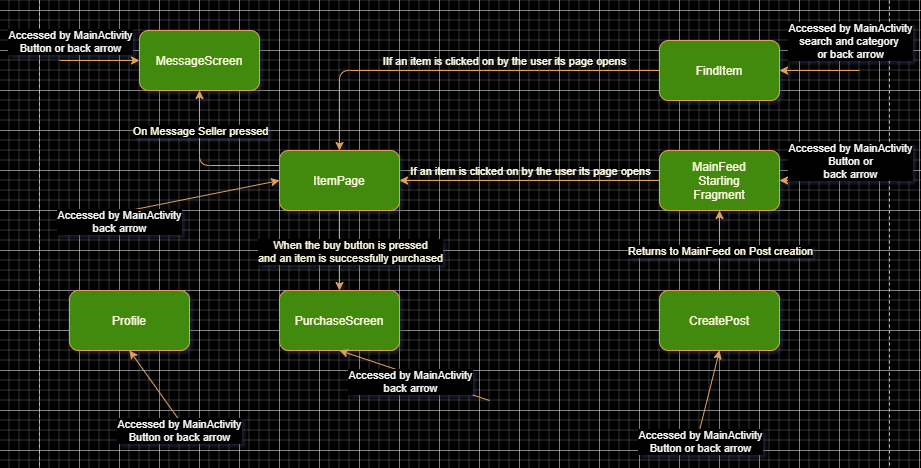 Accessed by MainActivity
Button or back arrow
MessageScreen
IIf an item is clicked on by the user its page opens
FindItem
Accessed by MainActivity
search and category
or back arrow
On Message Seller pressed
ItemPage
If an item is clicked on by the user its page opens
MainFeed
Starting
Fragment
Accessed by MainActivity
Button or
back arrow
Accessed by MainActivity
back arrow
When the buy button is pressed
and an item is successfully purchased
Returns to MainFeed on Post creation
Profile
PurchaseScreen
CreatePost
Accessed by MainActivity
back arrow
Accessed by MainActivity
Button or back arrow
Accessed by MainActivity
Button or back arrow